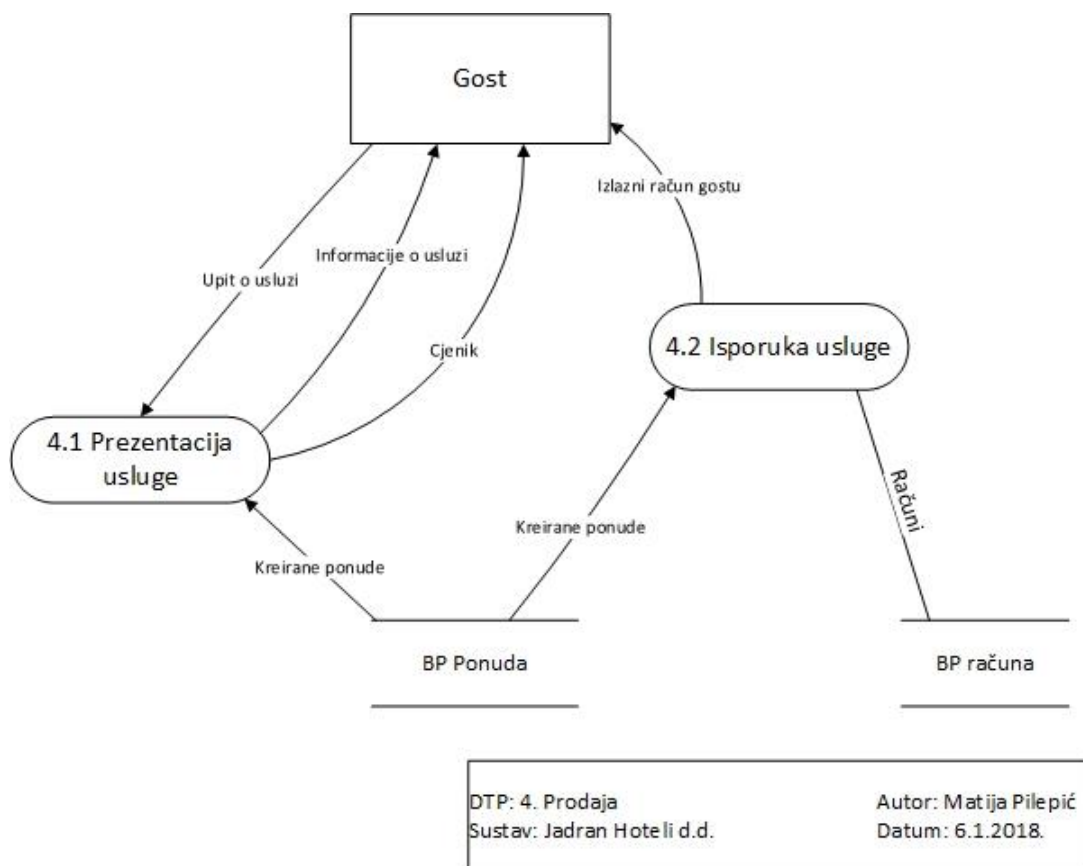 Gost
Izlazni račun gostu
Informacije o usluzi
Upit o usluzi
Cjenik
4.2 Isporuka usluge
4.1 Prezentacija
usluge
Računi
Kreirane ponude
Kreirane ponude
BP Ponuda
BP računa
DTP: 4. Prodaja
Autor: Matija Pilepić
Sustav: Jadran Hoteli d.d.
Datum: 6.1.2018.